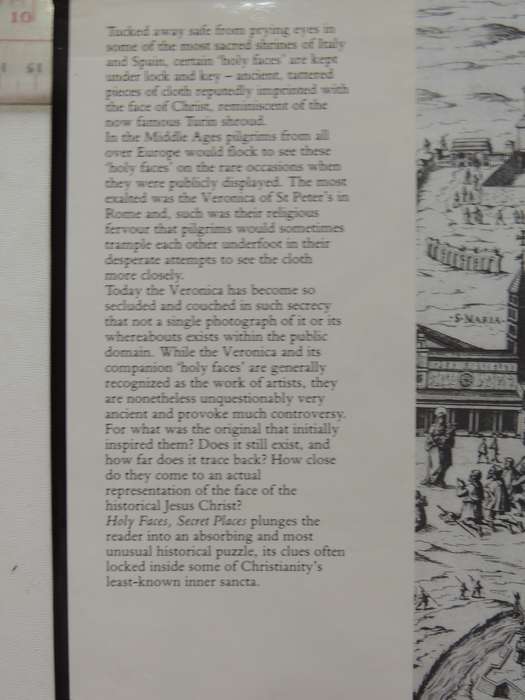 10
Tucked away safe from prying eyes in
some of the most sacred shrines of Italy
and Spain, certain 'holy faces' are kept
under lock and key – ancient, tattered
pieces of cloth reputedly imprinted with
the face of Christ, reminiscent of the
now famous Turin shroud.
In the Middle Ages pilgrims from all
over Europe would flock to see these
'holy faces' on the rare occasions when
they were publicly displayed. The most
exalted was the Veronica of St Peter's in
Rome and, such was their religious
fervour that pilgrims would sometimes
trample each other underfoot in their
desperate attempts to see the cloth
more closely.
Today the Veronica has become so
secluded and couched in such secrecy
that not a single photograph of it or its
whereabouts exists within the public
domain. While the Veronica and its
companion 'holy faces' are generally
recognized as the work of artists, they
are nonetheless unquestionably very
ancient and provoke much controversy.
For what was the original that initially
inspired them? Does it still exist, and
how far does it trace back? How close
do they come to an actual
representation of the face of the
historical Jesus Christ?
Holy Faces, Secret Places plunges the
reader into an absorbing and most
unusual historical puzzle, its clues often
locked inside some of Christianity's
least-known inner sancta.
·S·MARIA·